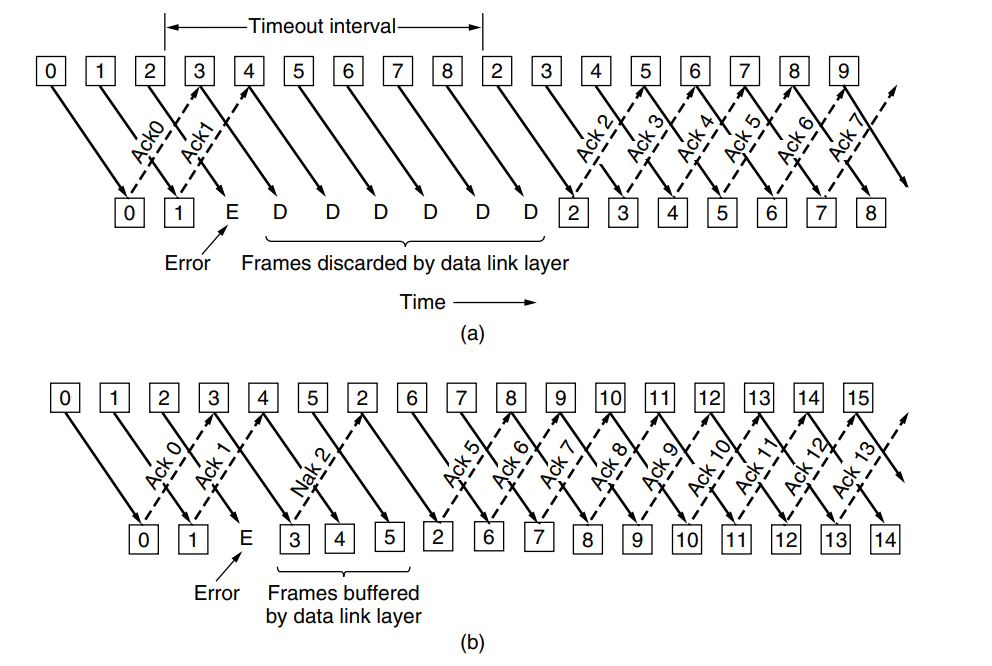 Timeout interval
0 1 2 3 4 5 6 7 8 2 3 4 5 6 7 8 9
Ack0 Ack1 Ack 2 Ack 3 Ack 4 Ack 5 Ack 6 Ack 7
0 1 E D D D D D D 2 3 4 5 6 7 8
Error Frames discarded by data link layer
Time
(a)
0 1 2 3 4 5 2 6 7 8 9 10 11 12 13 14 15
Ack 0 Ack 1 Nak 2 Ack 5 Ack 6 Ack 7 Ack 8 Ack 9 Ack 10 Ack 11 Ack 12 Ack 13
0 1 E 3 4 5 2 6 7 8 9 10 11 12 13 14
Error Frames buffered
by data link layer
(b)